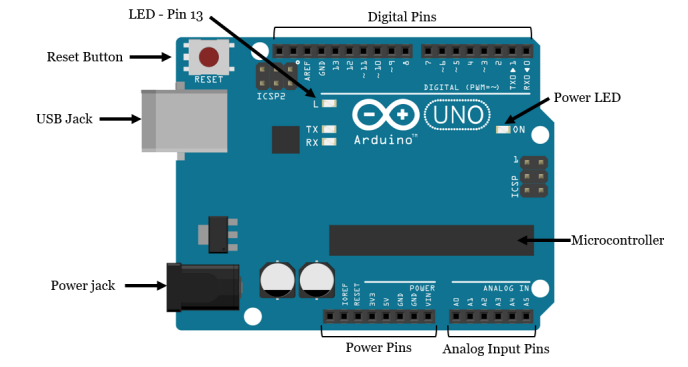 LED - Pin 13
Digital Pins
Reset Button
RESET
ICSP2
AREF
GND
13
12
~11
~10
~9
8
7
~6
~5
4
~3
2
TXD▶1
RXD◀0
DIGITAL (PWM=~)
USB Jack
L
TX
RX
Arduino™
UNO
ON
Power LED
1
ICSP
Microcontroller
Power jack
POWER
ANALOG IN
IOREF
RESET
3V3
5V
GND
GND
VIN
A0
A1
A2
A3
A4
A5
Power Pins
Analog Input Pins